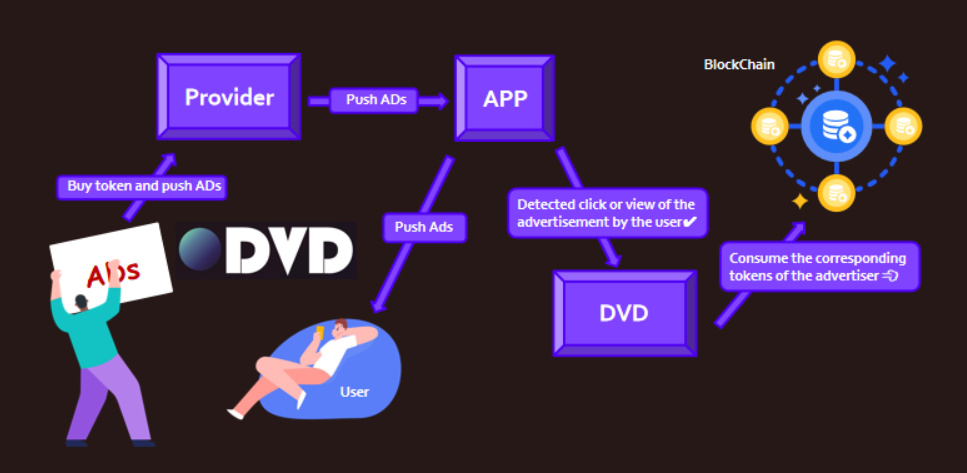 BlockChain
Provider
Push ADs
APP
Buy token and push ADs
Detected click or view of the
advertisement by the user✔
Push Ads
DVD
Consume the corresponding
tokens of the advertiser
ADs
DVD
User